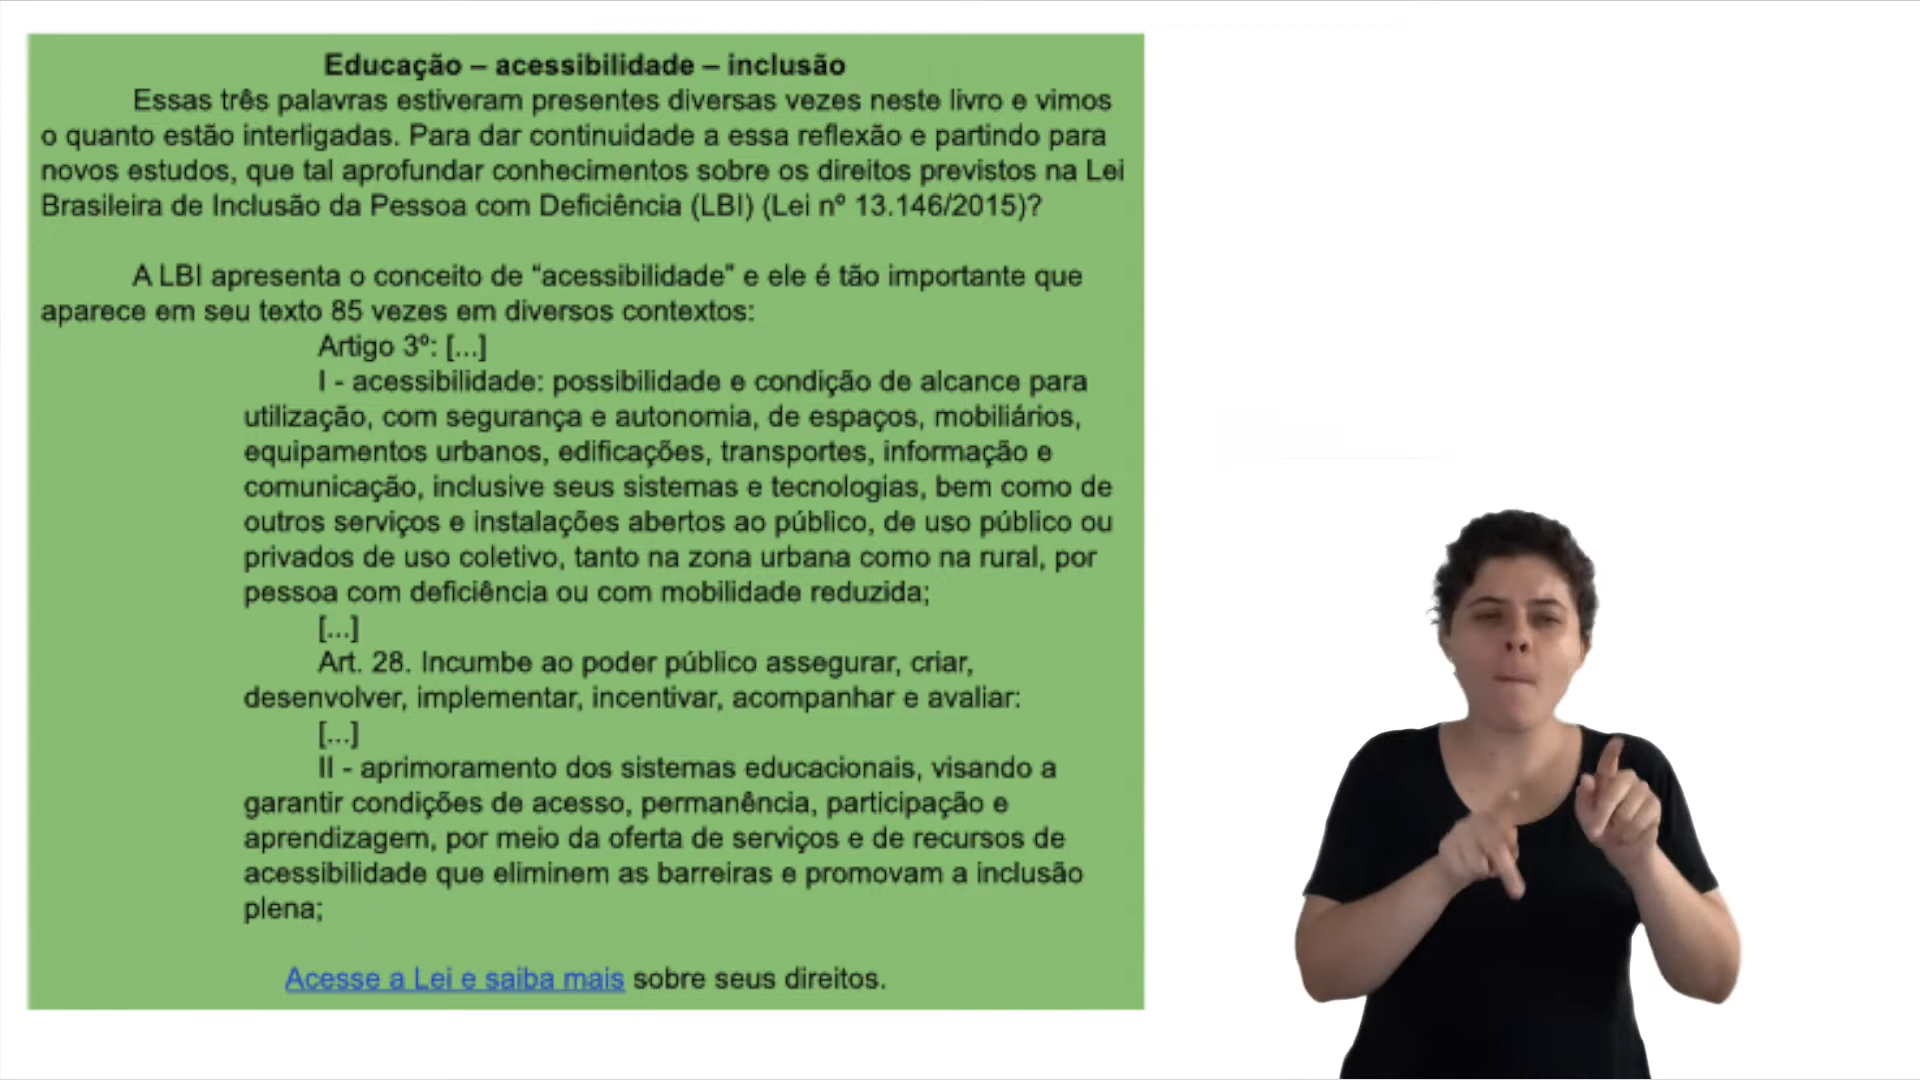 Educação – acessibilidade – inclusão
Essas três palavras estiveram presentes diversas vezes neste livro e vimos
o quanto estão interligadas. Para dar continuidade a essa reflexão e partindo para
novos estudos, que tal aprofundar conhecimentos sobre os direitos previstos na Lei
Brasileira de Inclusão da Pessoa com Deficiência (LBI) (Lei nº 13.146/2015)?
A LBI apresenta o conceito de “acessibilidade” e ele é tão importante que
aparece em seu texto 85 vezes em diversos contextos:
Artigo 3º: [...]
I - acessibilidade: possibilidade e condição de alcance para
utilização, com segurança e autonomia, de espaços, mobiliários,
equipamentos urbanos, edificações, transportes, informação e
comunicação, inclusive seus sistemas e tecnologias, bem como de
outros serviços e instalações abertos ao público, de uso público ou
privados de uso coletivo, tanto na zona urbana como na rural, por
pessoa com deficiência ou com mobilidade reduzida;
[...]
Art. 28. Incumbe ao poder público assegurar, criar,
desenvolver, implementar, incentivar, acompanhar e avaliar:
[...]
II - aprimoramento dos sistemas educacionais, visando a
garantir condições de acesso, permanência, participação e
aprendizagem, por meio da oferta de serviços e de recursos de
acessibilidade que eliminem as barreiras e promovam a inclusão
plena;
Acesse a Lei e saiba mais sobre seus direitos.